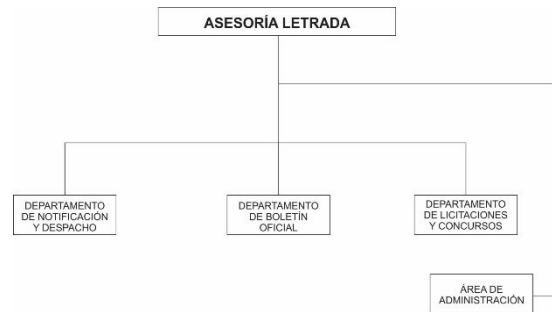 ASESORÍA LETRADA
DEPARTAMENTO
DE NOTIFICACIÓN
Y DESPACHO
DEPARTAMENTO
DE BOLETÍN
OFICIAL
DEPARTAMENTO
DE LICITACIONES
Y CONCURSOS
ÁREA DE
ADMINISTRACIÓN